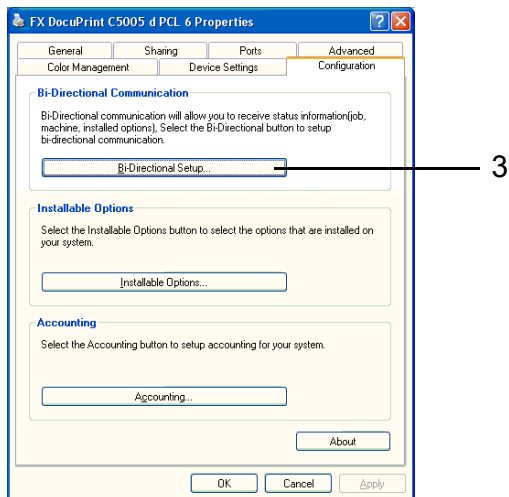 FX DocuPrint C5005 d PCL 6 Properties
General Sharing Ports Advanced
Color Management Device Settings Configuration
Bi-Directional Communication
Bi-Directional communication will allow you to receive status information(job,
machine, installed options), Select the Bi-Directional button to setup
bi-directional communication.
Bi-Directional Setup...
3
Installable Options
Select the Installable Options button to select the options that are installed on
your system.
Installable Options...
Accounting
Select the Accounting button to setup accounting for your system.
Accounting...
About
OK Cancel Apply